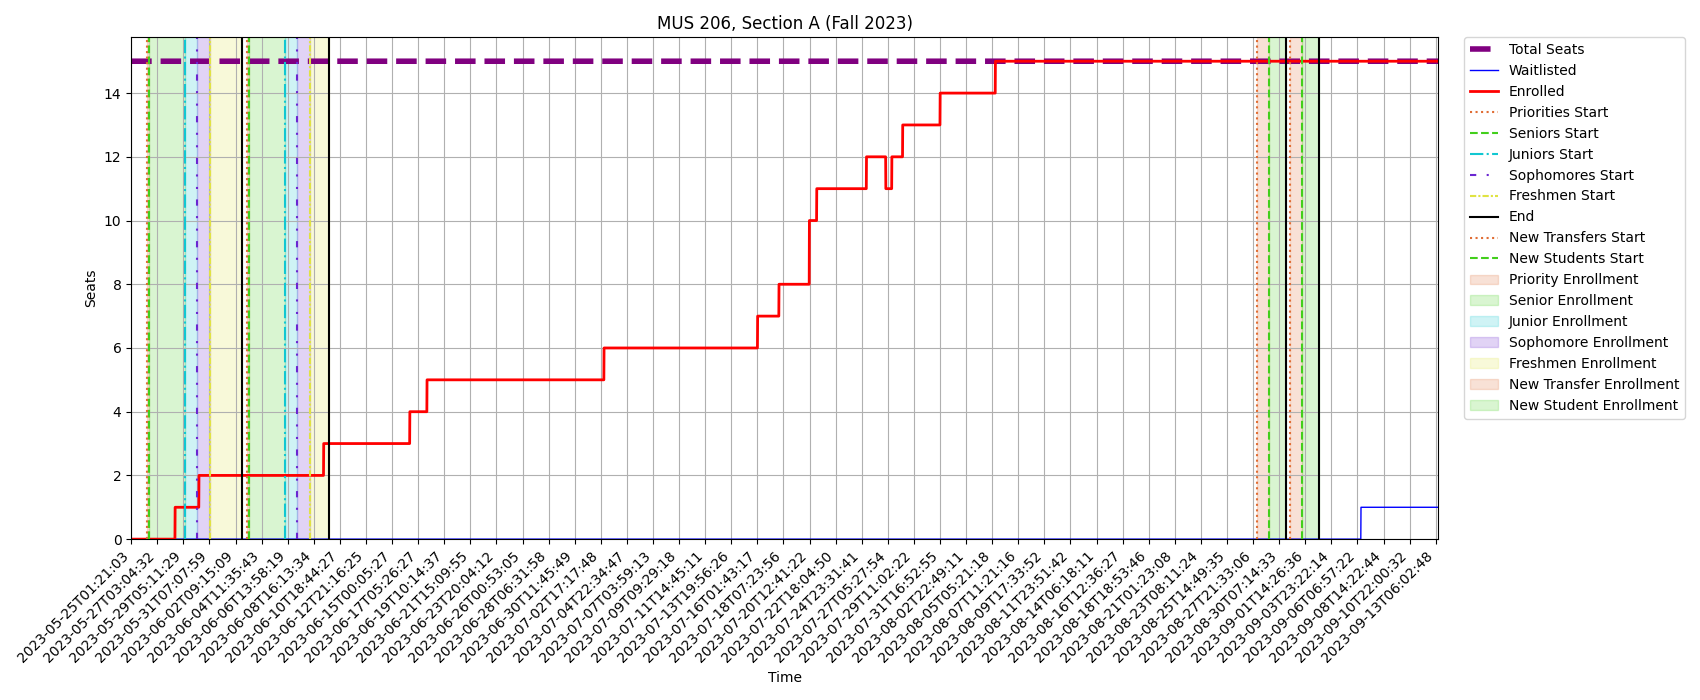 MUS 206, Section A (Fall 2023)
Seats
14
12
10
8
6
4
2
0
2023-05-25T01:21:03
2023-05-27T03:04:32
2023-05-29T05:11:29
2023-05-31T07:07:59
2023-06-02T09:15:09
2023-06-04T11:35:43
2023-06-06T13:58:19
2023-06-08T16:13:34
2023-06-10T18:44:27
2023-06-12T21:16:25
2023-06-15T00:05:27
2023-06-17T05:26:27
2023-06-19T10:14:37
2023-06-21T15:09:55
2023-06-23T20:04:12
2023-06-26T00:53:05
2023-06-28T06:31:58
2023-06-30T11:45:49
2023-07-02T17:17:48
2023-07-04T22:34:47
2023-07-07T03:59:13
2023-07-09T09:29:18
2023-07-11T14:45:11
2023-07-13T19:56:26
2023-07-16T01:43:17
2023-07-18T07:23:56
2023-07-20T12:41:22
2023-07-22T18:04:50
2023-07-24T23:31:41
2023-07-27T05:27:54
2023-07-29T11:02:22
2023-07-31T16:52:55
2023-08-02T22:49:11
2023-08-05T05:21:18
2023-08-07T11:21:16
2023-08-09T17:33:52
2023-08-11T23:51:42
2023-08-14T06:18:11
2023-08-16T12:36:27
2023-08-18T18:53:46
2023-08-21T01:23:08
2023-08-23T08:11:24
2023-08-25T14:49:35
2023-08-27T21:33:06
2023-08-30T07:14:33
2023-09-01T14:26:36
2023-09-03T23:22:14
2023-09-06T06:57:22
2023-09-08T14:22:44
2023-09-10T22:00:32
2023-09-13T06:02:48
Time
Total Seats
Waitlisted
Enrolled
Priorities Start
Seniors Start
Juniors Start
Sophomores Start
Freshmen Start
End
New Transfers Start
New Students Start
Priority Enrollment
Senior Enrollment
Junior Enrollment
Sophomore Enrollment
Freshmen Enrollment
New Transfer Enrollment
New Student Enrollment